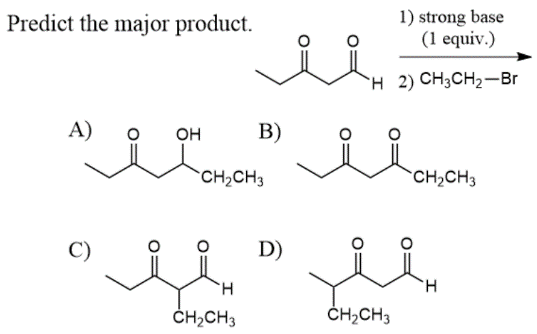 Predict the major product.
1) strong base
(1 equiv.)
O O
H
2) CH3CH2—Br
A) O OH
CH2CH3
B) O O
CH2CH3
C) O O
H
CH2CH3
D) O O
H
CH2CH3